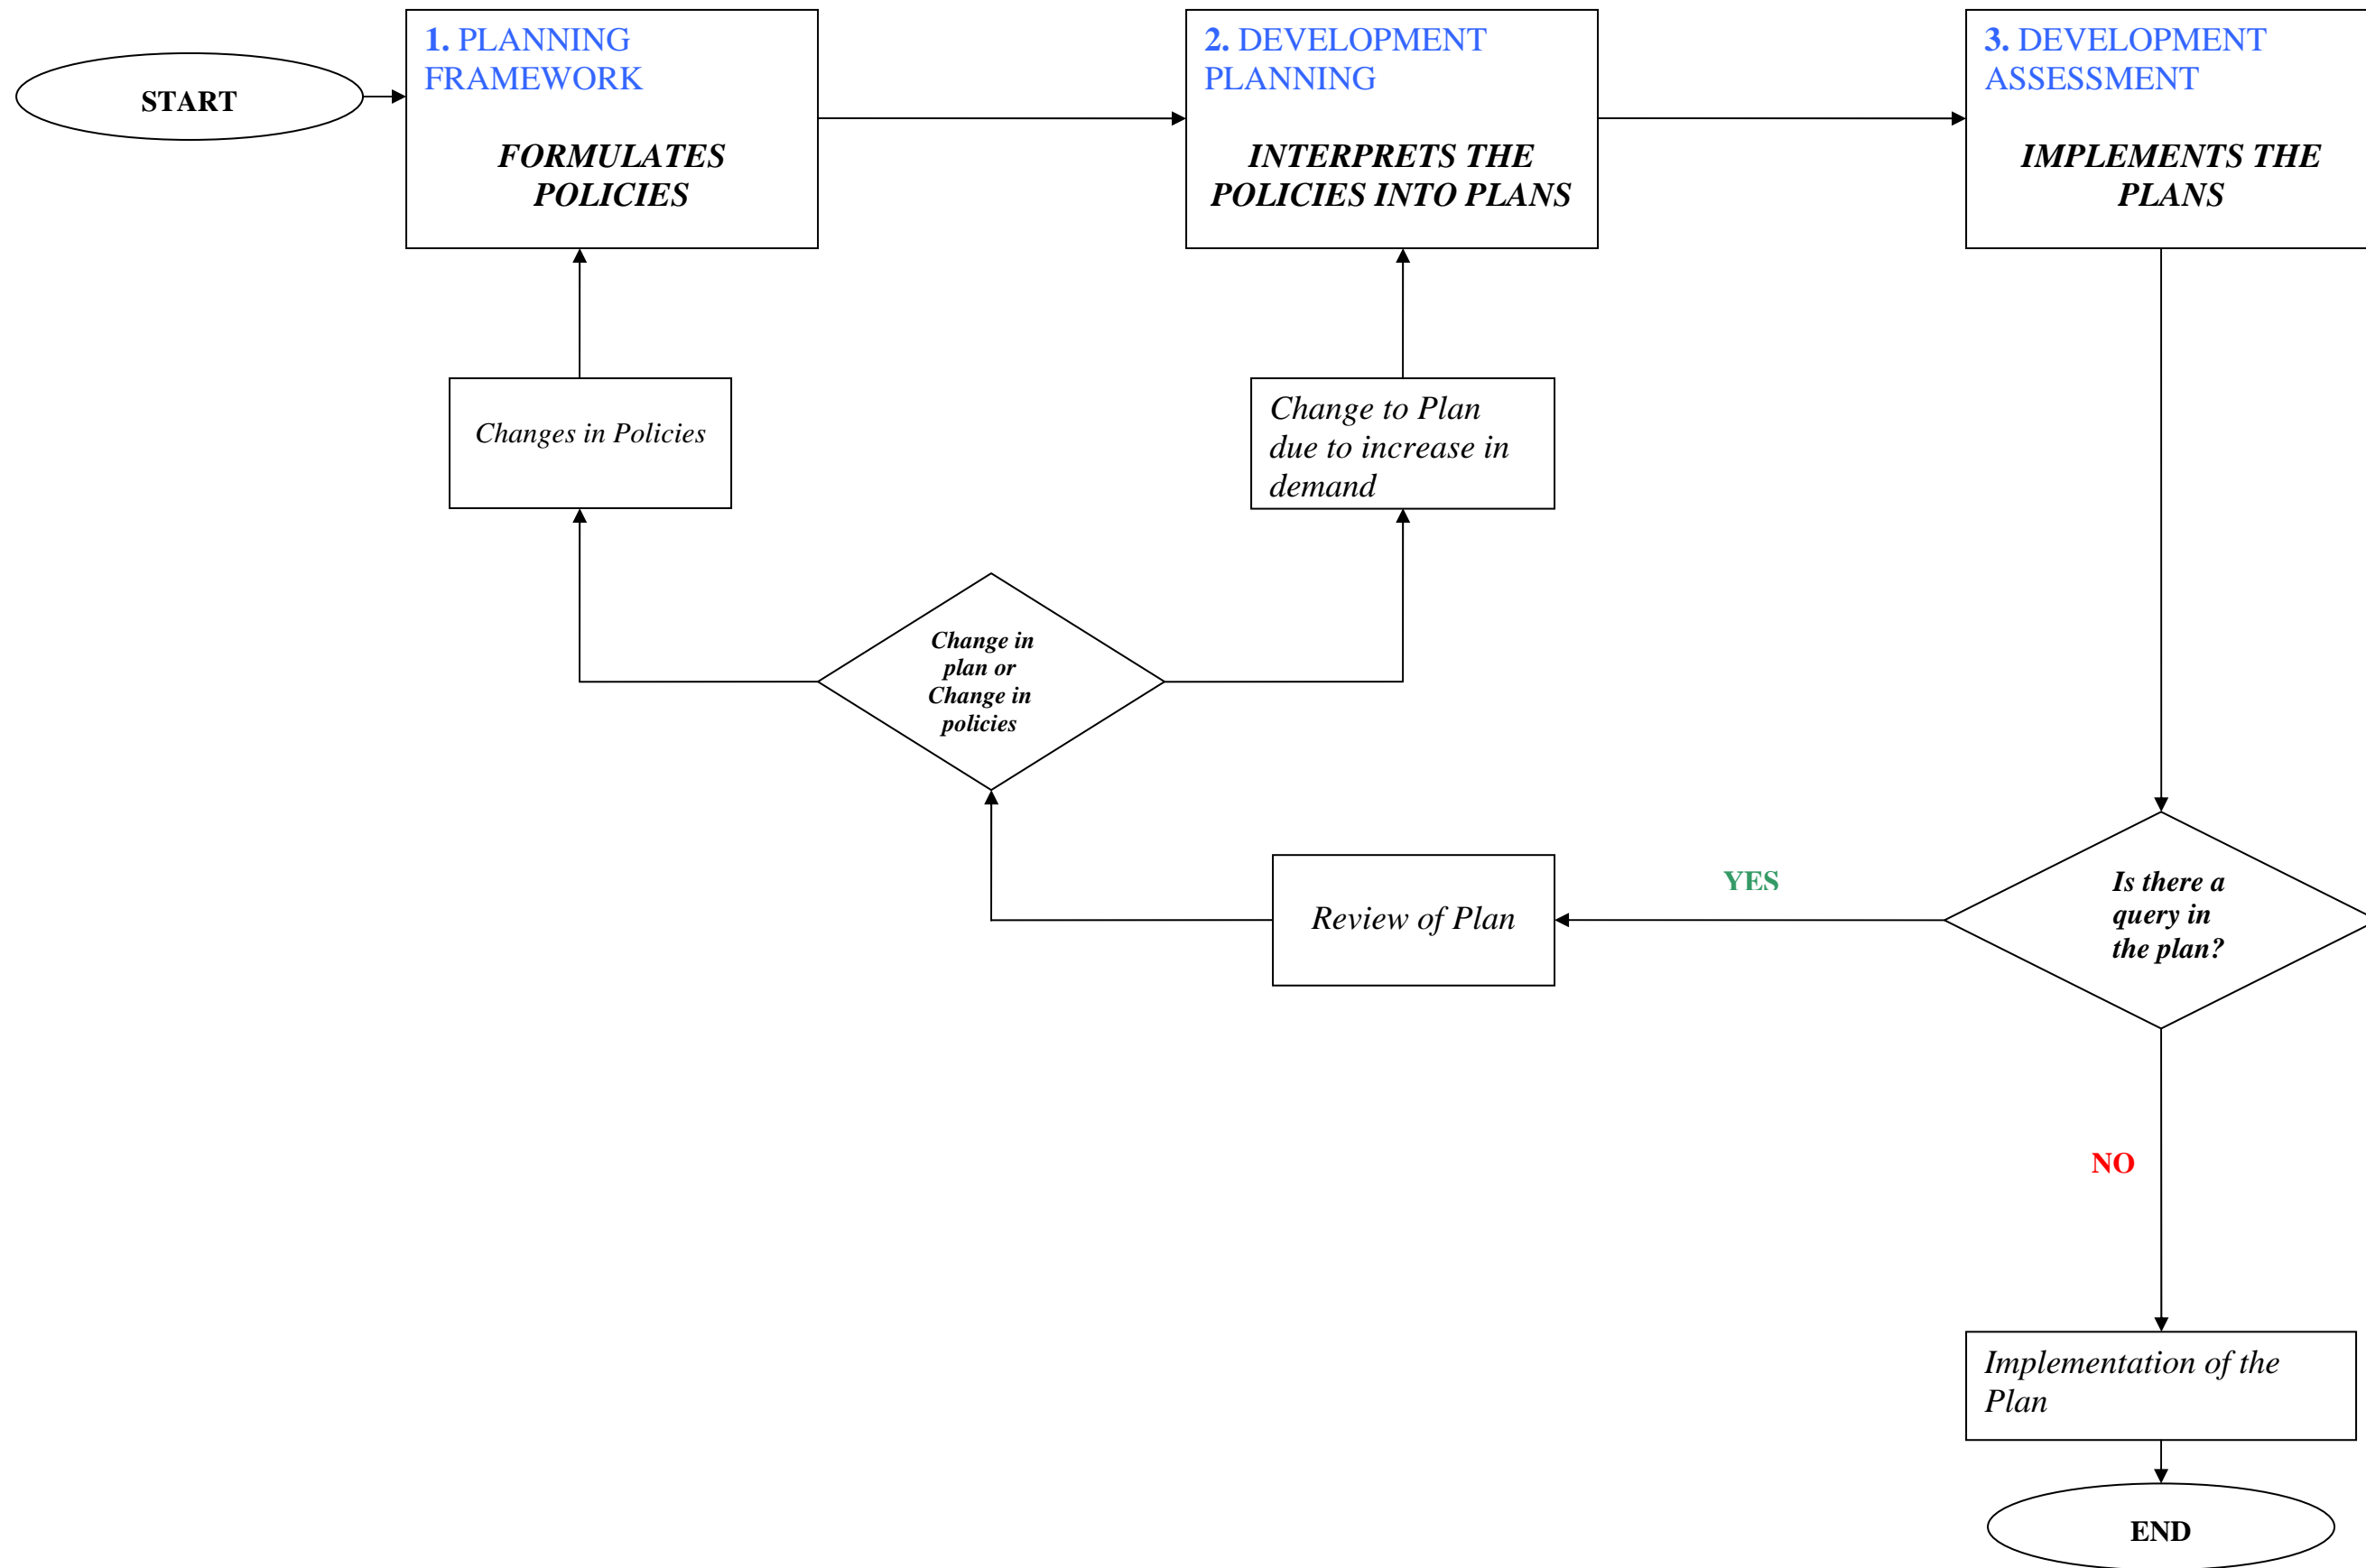 START
1. PLANNING
FRAMEWORK
FORMULATES
POLICIES
2. DEVELOPMENT
PLANNING
INTERPRETS THE
POLICIES INTO PLANS
3. DEVELOPMENT
ASSESSMENT
IMPLEMENTS THE
PLANS
Changes in Policies
Change to Plan
due to increase in
demand
Change in
plan or
Change in
policies
Review of Plan
YES
Is there a
query in
the plan?
NO
Implementation of the
Plan
END